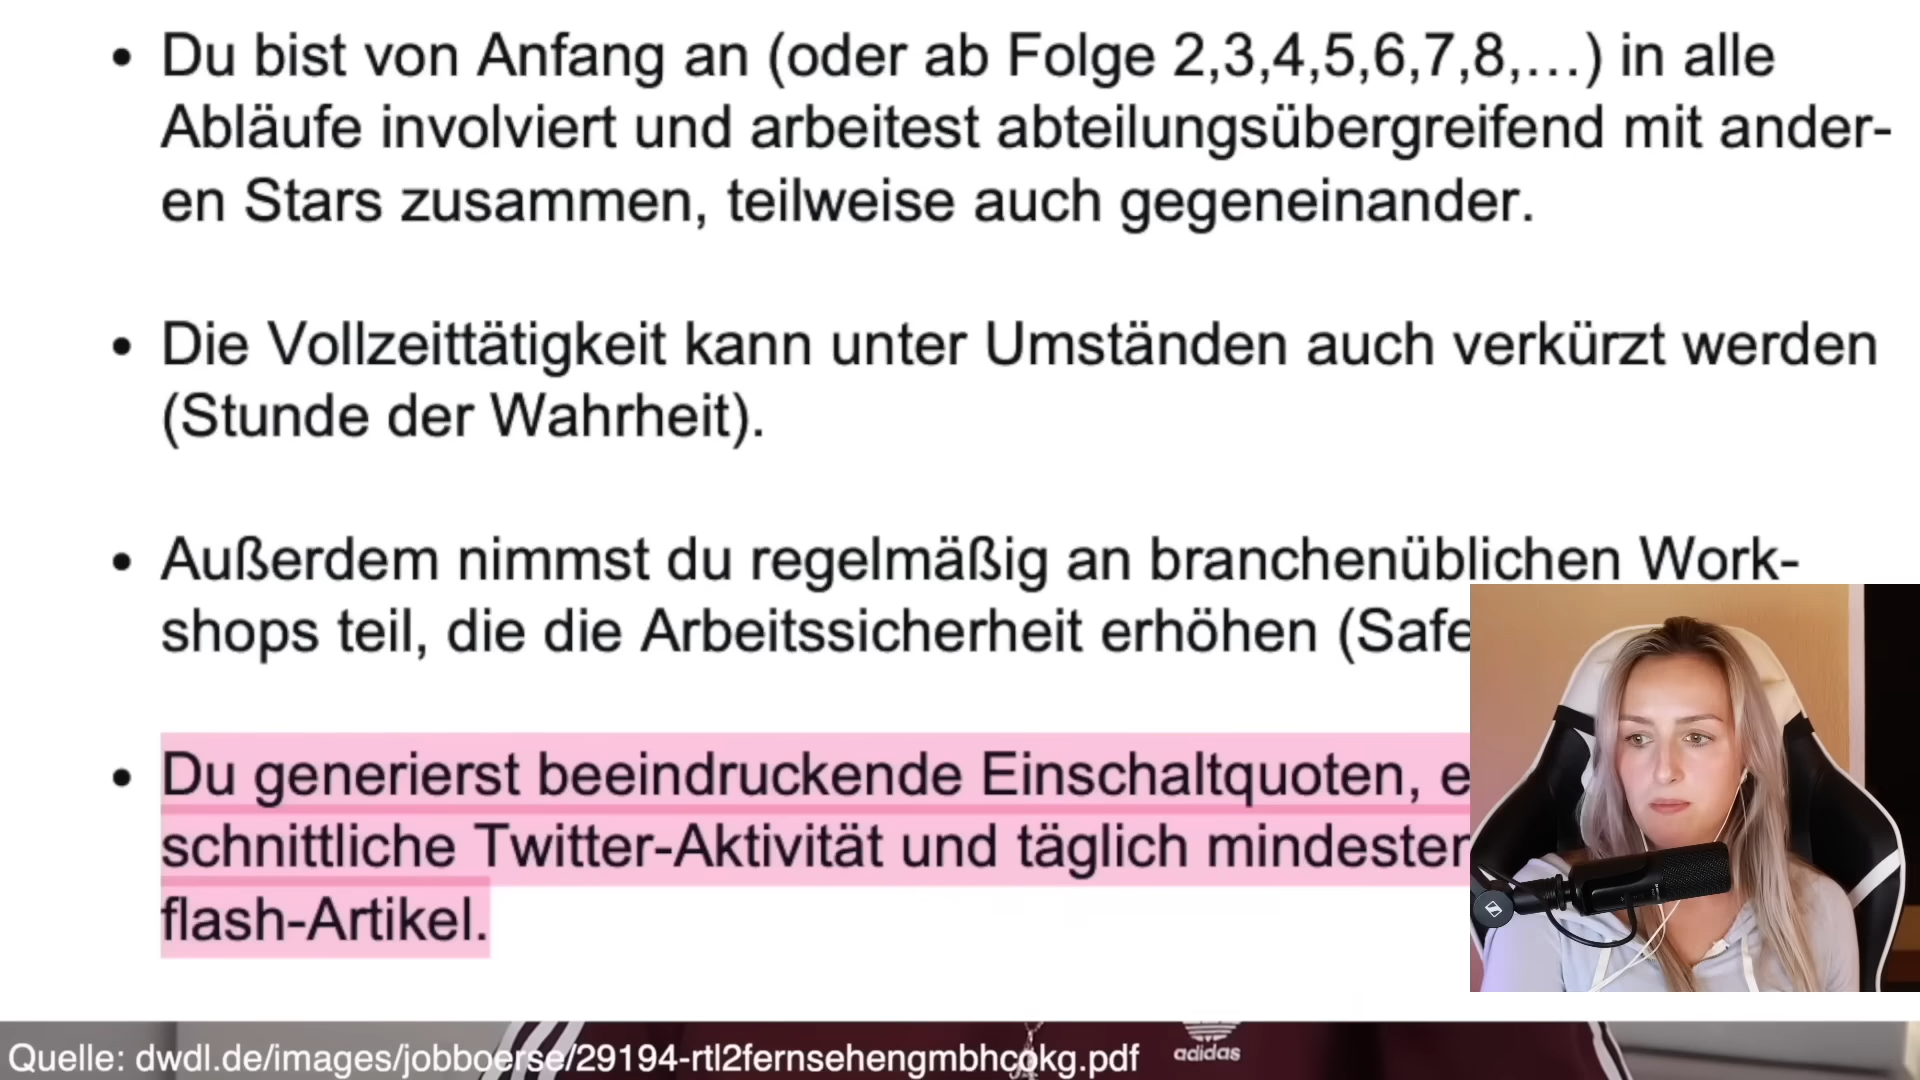 • Du bist von Anfang an (oder ab Folge 2,3,4,5,6,7,8,…) in alle
Abläufe involviert und arbeitest abteilungsübergreifend mit ander-
en Stars zusammen, teilweise auch gegeneinander.
• Die Vollzeittätigkeit kann unter Umständen auch verkürzt werden
(Stunde der Wahrheit).
• Außerdem nimmst du regelmäßig an branchenüblichen Work-
shops teil, die die Arbeitssicherheit erhöhen (Safe
• Du generierst beeindruckende Einschaltquoten, e
schnittliche Twitter-Aktivität und täglich mindesten
flash-Artikel.
Quelle: dwdl.de/images/jobboerse/29194-rtl2fernsehengmbhcokg.pdf
adidas